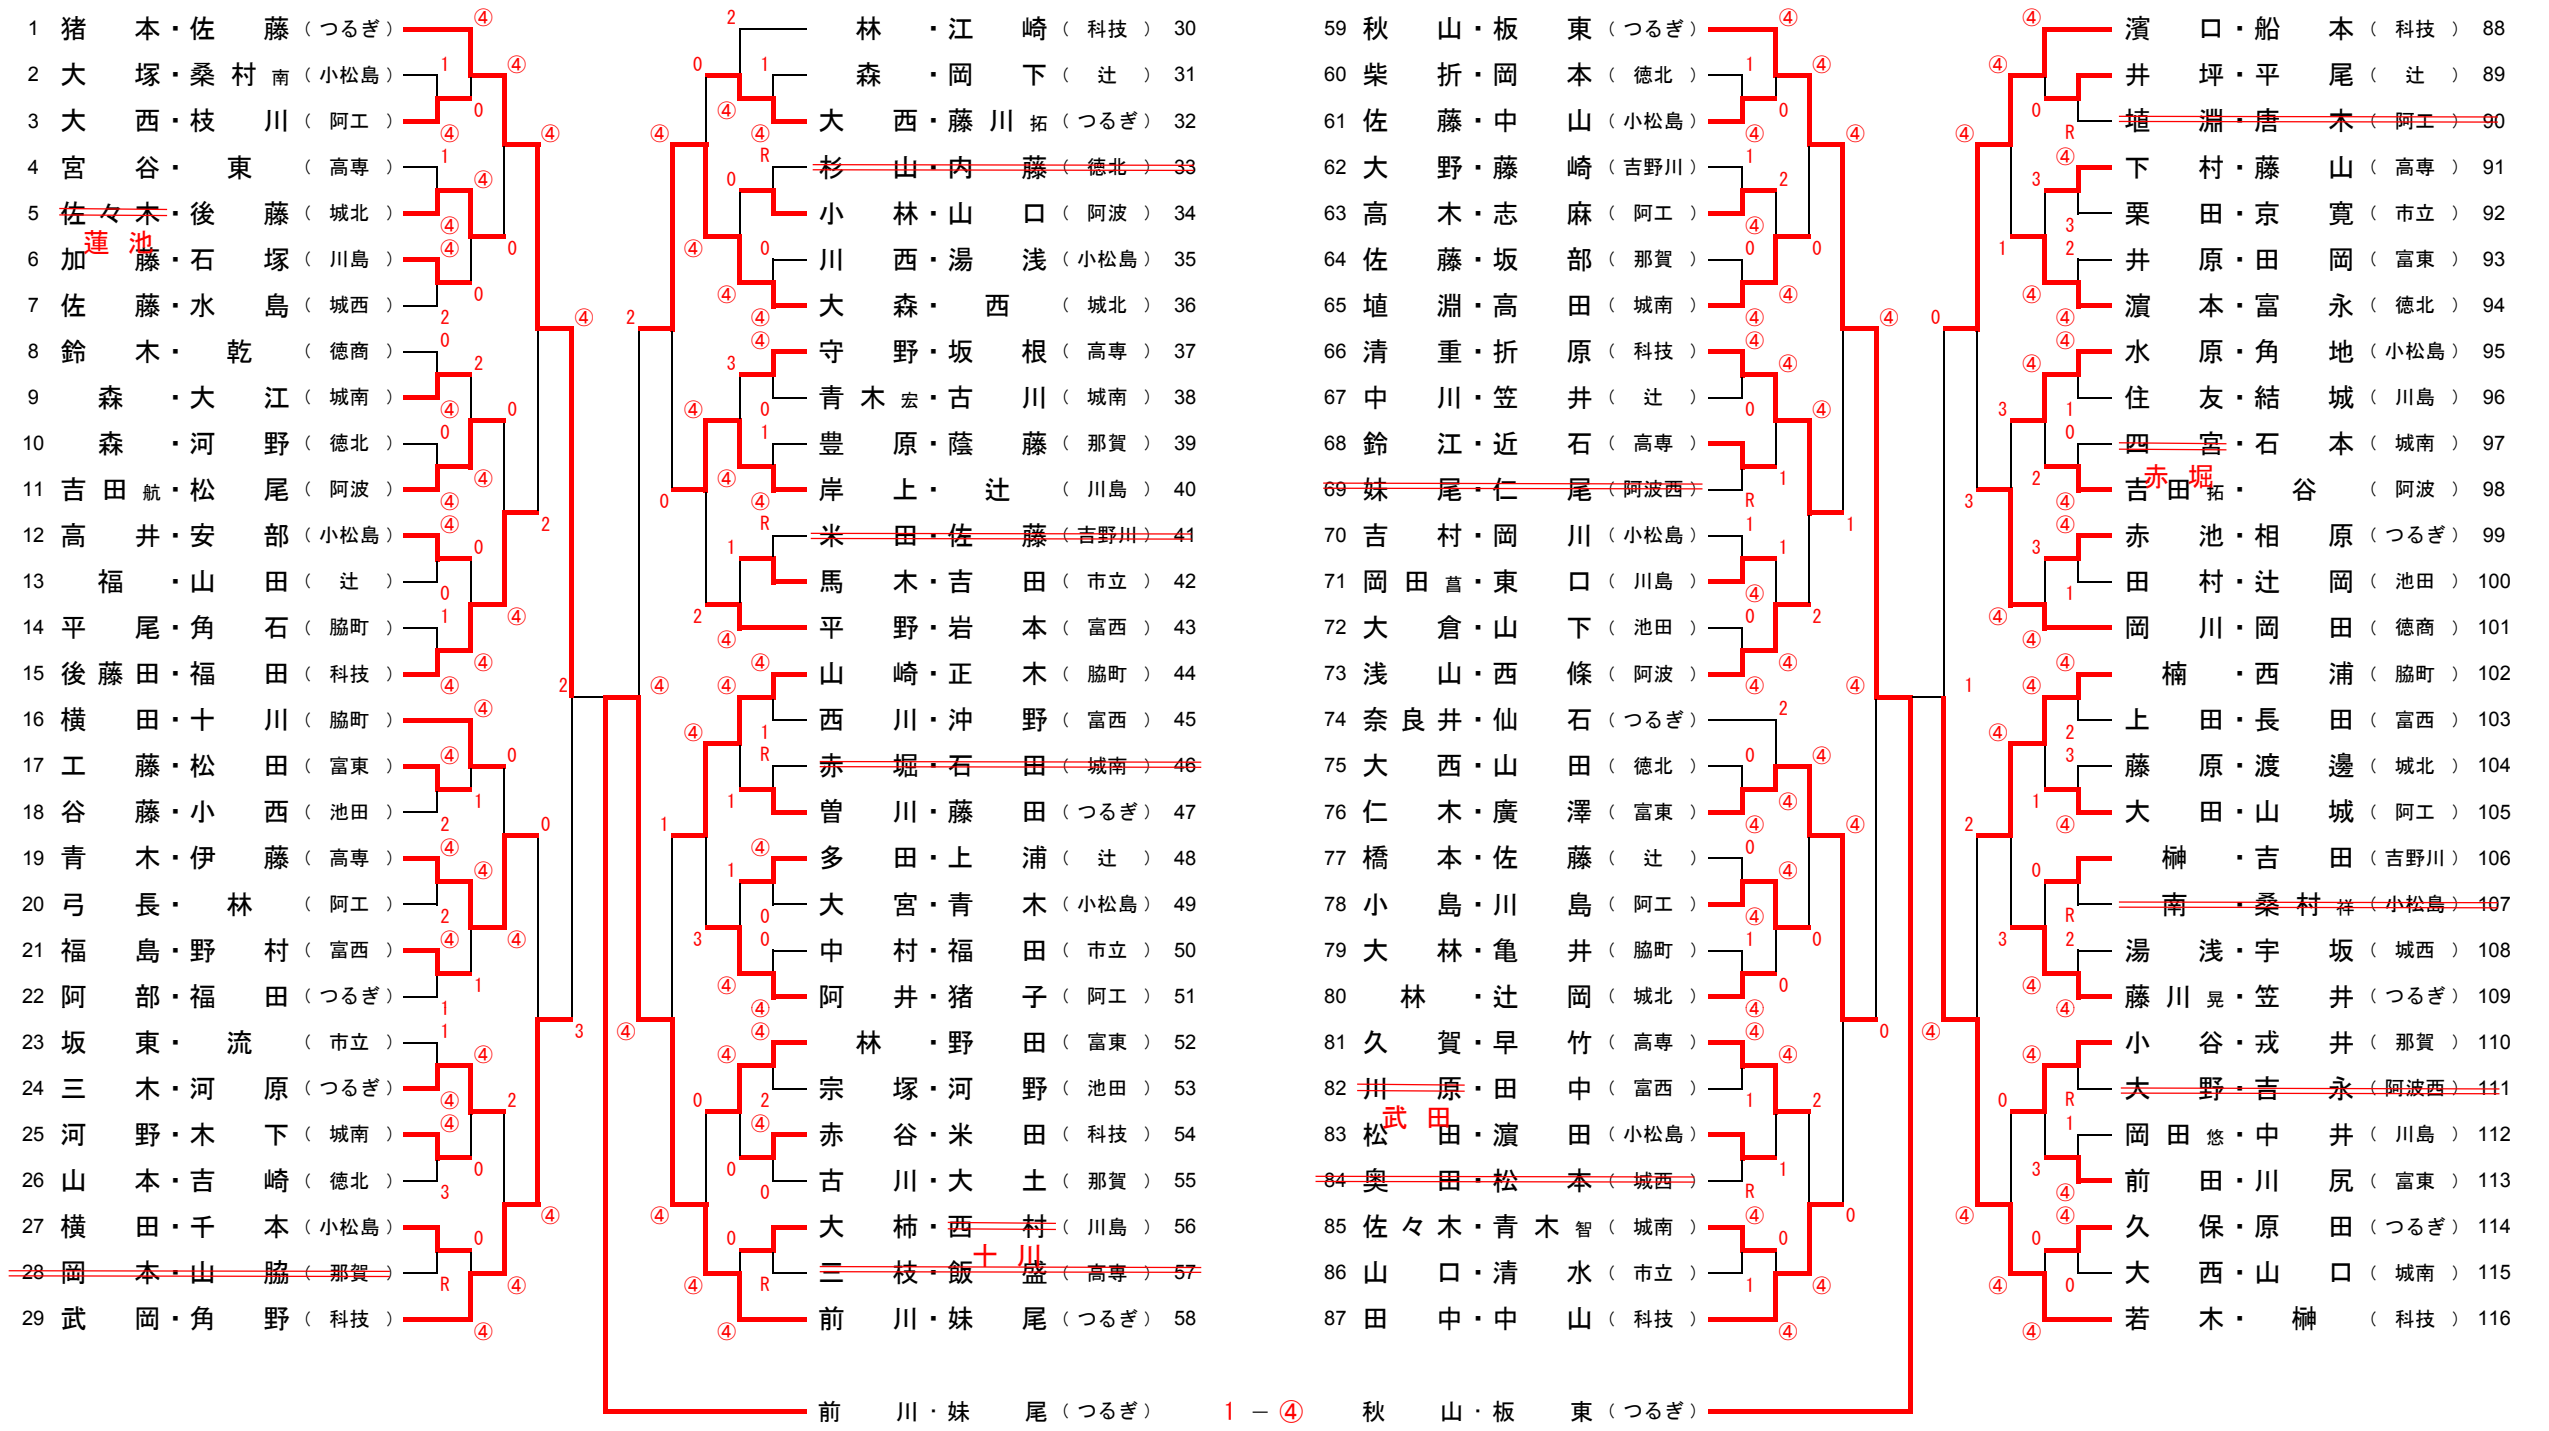 1 猪本・佐藤（つるぎ）
2 大塚・桑村南（小松島）
3 大西・枝川（阿工）
4 宮谷・東（高専）
5 佐々木・後藤（城北）
蓮池
6 加藤・石塚（川島）
7 佐藤・水島（城西）
8 鈴木・乾（徳商）
9 森・大江（城南）
10 森・河野（徳北）
11 吉田航・松尾（阿波）
12 高井・安部（小松島）
13 福・山田（辻）
14 平尾・角石（脇町）
15 後藤田・福田（科技）
16 横田・十川（脇町）
17 工藤・松田（富東）
18 谷藤・小西（池田）
19 青木・伊藤（高専）
20 弓長・林（阿工）
21 福島・野村（富西）
22 阿部・福田（つるぎ）
23 坂東・流（市立）
24 三木・河原（つるぎ）
25 河野・木下（城南）
26 山本・吉崎（徳北）
27 横田・千本（小松島）
28 岡本・山脇（那賀）
29 武岡・角野（科技）
林・江崎（科技）30
森・岡下（辻）31
大西・藤川拓（つるぎ）32
杉山・内藤（徳北）33
小林・山口（阿波）34
川西・湯浅（小松島）35
大森・西（城北）36
守野・坂根（高専）37
青木宏・古川（城南）38
豊原・蔭藤（那賀）39
岸上・辻（川島）40
米田・佐藤（吉野川）41
馬木・吉田（市立）42
平野・岩本（富西）43
山崎・正木（脇町）44
西川・沖野（富西）45
赤堀・石田（城南）46
曽川・藤田（つるぎ）47
多田・上浦（辻）48
大宮・青木（小松島）49
中村・福田（市立）50
阿井・猪子（阿工）51
林・野田（富東）52
宗塚・河野（池田）53
赤谷・米田（科技）54
古川・大土（那賀）55
大柿・西村（川島）56
十川
三枝・飯盛（高専）57
前川・妹尾（つるぎ）58
59 秋山・板東（つるぎ）
60 柴折・岡本（徳北）
61 佐藤・中山（小松島）
62 大野・藤崎（吉野川）
63 高木・志麻（阿工）
64 佐藤・坂部（那賀）
65 埴淵・高田（城南）
66 清重・折原（科技）
67 中川・笠井（辻）
68 鈴江・近石（高専）
69 妹尾・仁尾（阿波西）
70 吉村・岡川（小松島）
71 岡田菖・東口（川島）
72 大倉・山下（池田）
73 浅山・西條（阿波）
74 奈良井・仙石（つるぎ）
75 大西・山田（徳北）
76 仁木・廣澤（富東）
77 橋本・佐藤（辻）
78 小島・川島（阿工）
79 大林・亀井（脇町）
80 林・辻岡（城北）
81 久賀・早竹（高専）
82 川原・田中（富西）
武田
83 松田・濵田（小松島）
84 奥田・松本（城西）
85 佐々木・青木智（城南）
86 山口・清水（市立）
87 田中・中山（科技）
濱口・船本（科技）88
井坪・平尾（辻）89
埴淵・唐木（阿工）90
下村・藤山（高専）91
栗田・京寛（市立）92
井原・田岡（富東）93
濵本・富永（徳北）94
水原・角地（小松島）95
住友・結城（川島）96
四宮・石本（城南）97
赤堀
吉田拓・谷（阿波）98
赤池・相原（つるぎ）99
田村・辻岡（池田）100
岡川・岡田（徳商）101
楠・西浦（脇町）102
上田・長田（富西）103
藤原・渡邊（城北）104
大田・山城（阿工）105
榊・吉田（吉野川）106
南・桑村祥（小松島）107
湯浅・宇坂（城西）108
藤川晃・笠井（つるぎ）109
小谷・戎井（那賀）110
大野・吉永（阿波西）111
岡田悠・中井（川島）112
前田・川尻（富東）113
久保・原田（つるぎ）114
大西・山口（城南）115
若木・榊（科技）116
前川・妹尾（つるぎ） 1－④ 秋山・板東（つるぎ）